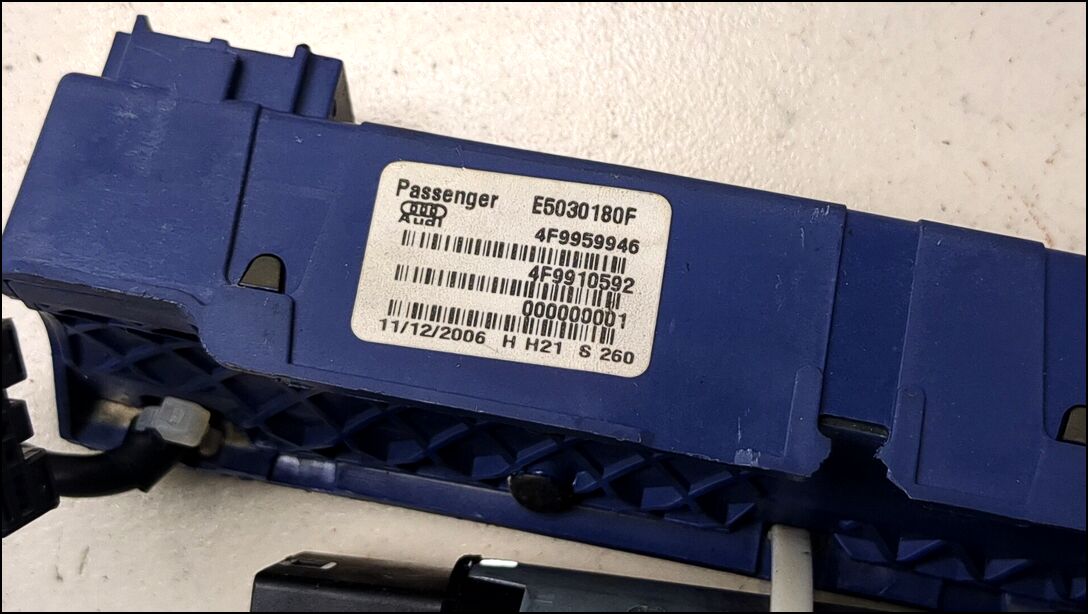 Passenger E5030180F
Audi
4F9959946
4F9910592
000000001
11/12/2006 H H21 S 260